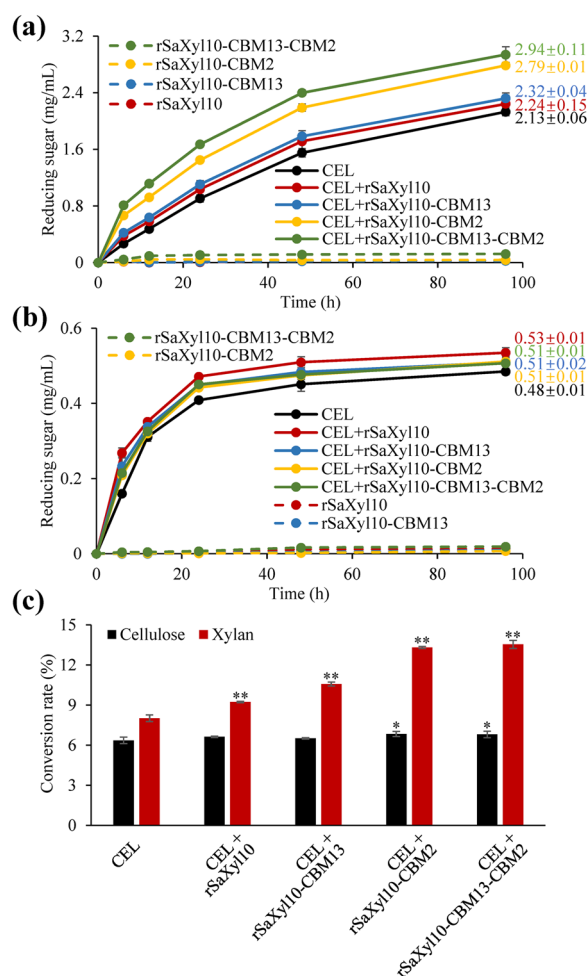 (a)
3.2
2.4
1.6
0.8
0
Reducing sugar (mg/mL)
rSaXyl10-CBM13-CBM2
rSaXyl10-CBM2
rSaXyl10-CBM13
rSaXyl10
2.94±0.11
2.79±0.01
2.32±0.04
2.24±0.15
2.13±0.06
CEL
CEL+rSaXyl10
CEL+rSaXyl10-CBM13
CEL+rSaXyl10-CBM2
CEL+rSaXyl10-CBM13-CBM2
0 20 40 60 80 100
Time (h)
(b)
0.6
0.4
0.2
0
Reducing sugar (mg/mL)
rSaXyl10-CBM13-CBM2
rSaXyl10-CBM2
0.53±0.01
0.51±0.01
0.51±0.02
0.51±0.01
0.48±0.01
CEL
CEL+rSaXyl10
CEL+rSaXyl10-CBM13
CEL+rSaXyl10-CBM2
CEL+rSaXyl10-CBM13-CBM2
rSaXyl10
rSaXyl10-CBM13
0 20 40 60 80 100
Time (h)
(c)
15
12
9
6
3
0
Conversion rate (%)
Cellulose Xylan
** ** * ** * **
CEL
CEL +
rSaXyl10
CEL +
rSaXyl10-CBM13
CEL +
rSaXyl10-CBM2
CEL +
rSaXyl10-CBM13-CBM2